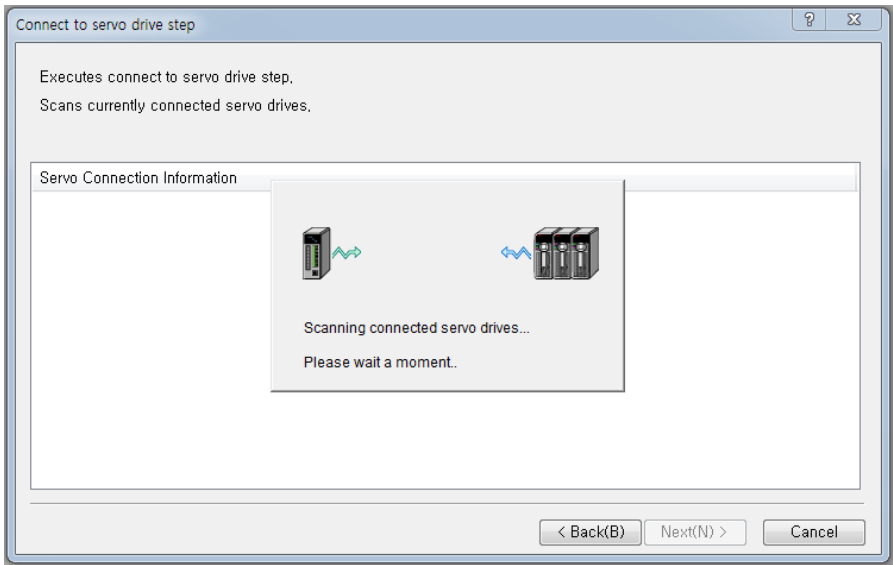 Connect to servo drive step
Executes connect to servo drive step,
Scans currently connected servo drives,
Servo Connection Information
Scanning connected servo drives...
Please wait a moment..
< Back(B)
Next(N) >
Cancel